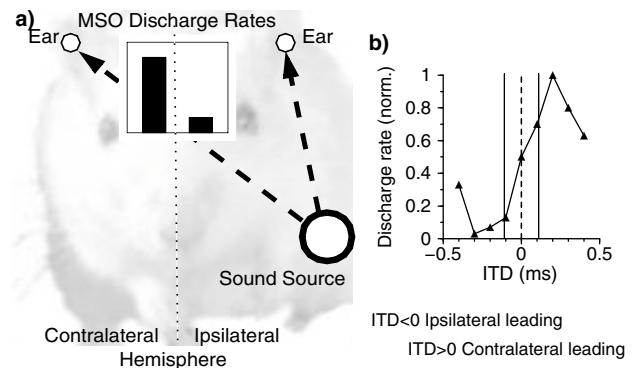 a)
MSO Discharge Rates
Ear
Ear
Sound Source
Contralateral
Ipsilateral
Hemisphere
b)
Discharge rate (norm.)
1
0.8
0.6
0.4
0.2
0
−0.5
0
0.5
ITD (ms)
ITD<0 Ipsilateral leading
ITD>0 Contralateral leading